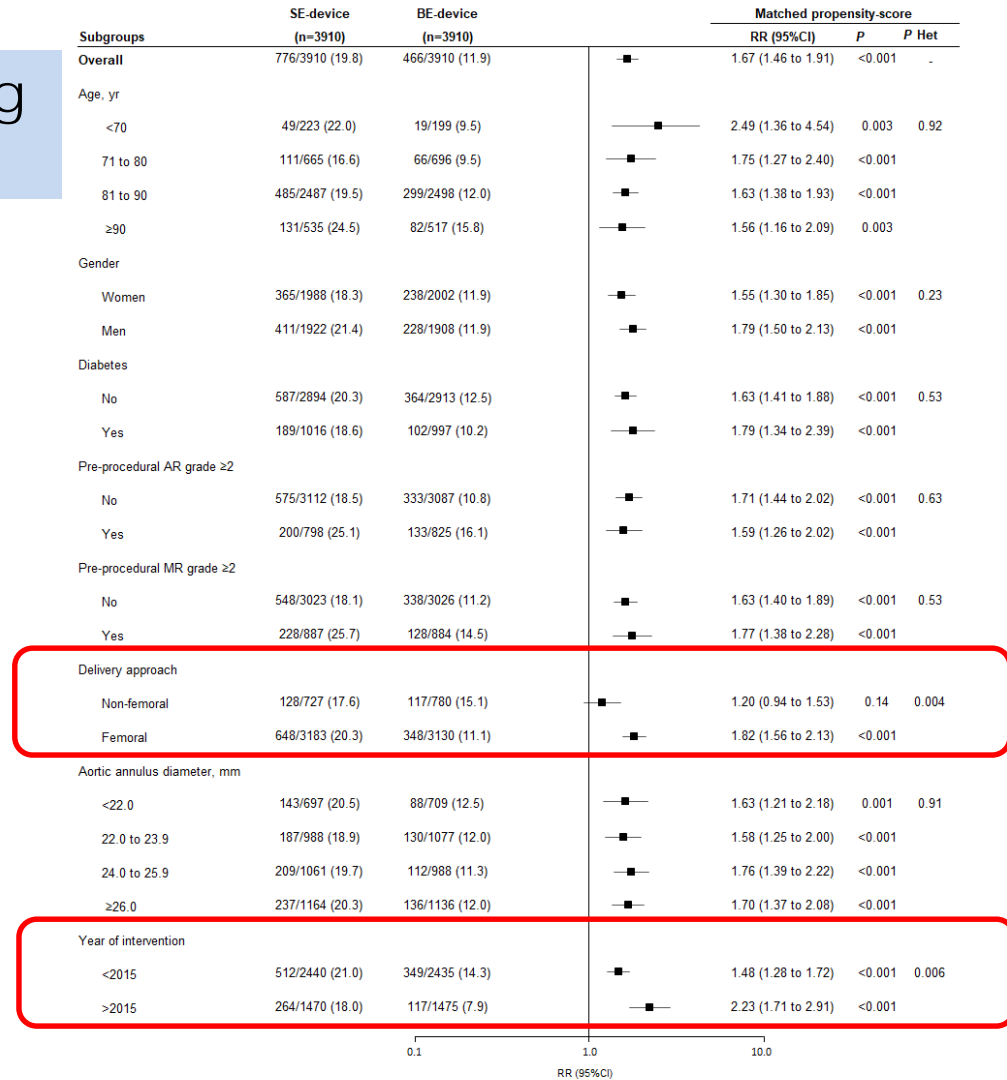 g
SE-device BE-device Matched propensity-score
Subgroups (n=3910) (n=3910) RR (95%CI) P P Het
Overall 776/3910 (19.8) 466/3910 (11.9) 1.67 (1.46 to 1.91) <0.001 -
Age, yr
<70 49/223 (22.0) 19/199 (9.5) 2.49 (1.36 to 4.54) 0.003 0.92
71 to 80 111/665 (16.6) 66/696 (9.5) 1.75 (1.27 to 2.40) <0.001
81 to 90 485/2487 (19.5) 299/2498 (12.0) 1.63 (1.38 to 1.93) <0.001
≥90 131/535 (24.5) 82/517 (15.8) 1.56 (1.16 to 2.09) 0.003
Gender
Women 365/1988 (18.3) 238/2002 (11.9) 1.55 (1.30 to 1.85) <0.001 0.23
Men 411/1922 (21.4) 228/1908 (11.9) 1.79 (1.50 to 2.13) <0.001
Diabetes
No 587/2894 (20.3) 364/2913 (12.5) 1.63 (1.41 to 1.88) <0.001 0.53
Yes 189/1016 (18.6) 102/997 (10.2) 1.79 (1.34 to 2.39) <0.001
Pre-procedural AR grade ≥2
No 575/3112 (18.5) 333/3087 (10.8) 1.71 (1.44 to 2.02) <0.001 0.63
Yes 200/798 (25.1) 133/825 (16.1) 1.59 (1.26 to 2.02) <0.001
Pre-procedural MR grade ≥2
No 548/3023 (18.1) 338/3026 (11.2) 1.63 (1.40 to 1.89) <0.001 0.53
Yes 228/887 (25.7) 128/884 (14.5) 1.77 (1.38 to 2.28) <0.001
Delivery approach
Non-femoral 128/727 (17.6) 117/780 (15.1) 1.20 (0.94 to 1.53) 0.14 0.004
Femoral 648/3183 (20.3) 348/3130 (11.1) 1.82 (1.56 to 2.13) <0.001
Aortic annulus diameter, mm
<22.0 143/697 (20.5) 88/709 (12.5) 1.63 (1.21 to 2.18) 0.001 0.91
22.0 to 23.9 187/988 (18.9) 130/1077 (12.0) 1.58 (1.25 to 2.00) <0.001
24.0 to 25.9 209/1061 (19.7) 112/988 (11.3) 1.76 (1.39 to 2.22) <0.001
≥26.0 237/1164 (20.3) 136/1136 (12.0) 1.70 (1.37 to 2.08) <0.001
Year of intervention
<2015 512/2440 (21.0) 349/2435 (14.3) 1.48 (1.28 to 1.72) <0.001 0.006
>2015 264/1470 (18.0) 117/1475 (7.9) 2.23 (1.71 to 2.91) <0.001
0.1 1.0 10.0
RR (95%CI)